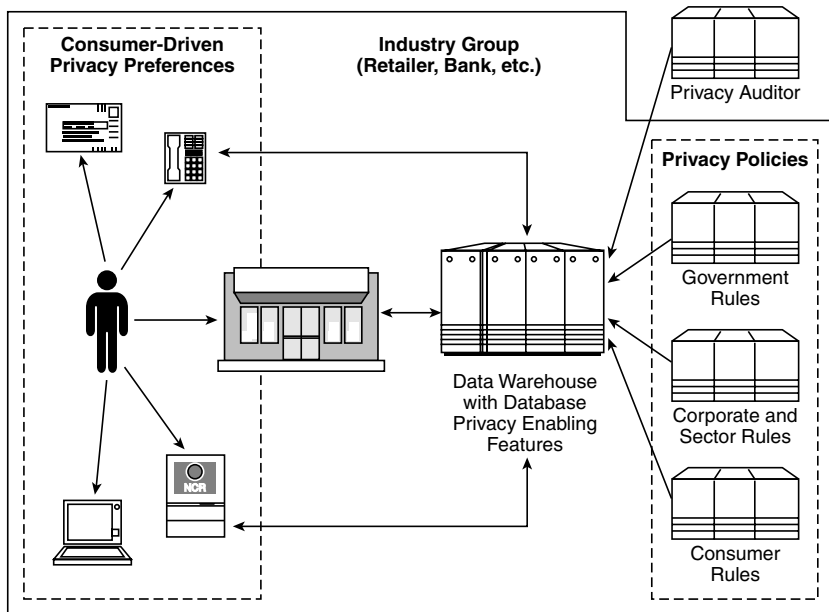 Consumer-Driven
Privacy Preferences
Industry Group
(Retailer, Bank, etc.)
Privacy Auditor
Privacy Policies
Government
Rules
Data Warehouse
with Database
Privacy Enabling
Features
Corporate and
Sector Rules
NCR
Consumer
Rules